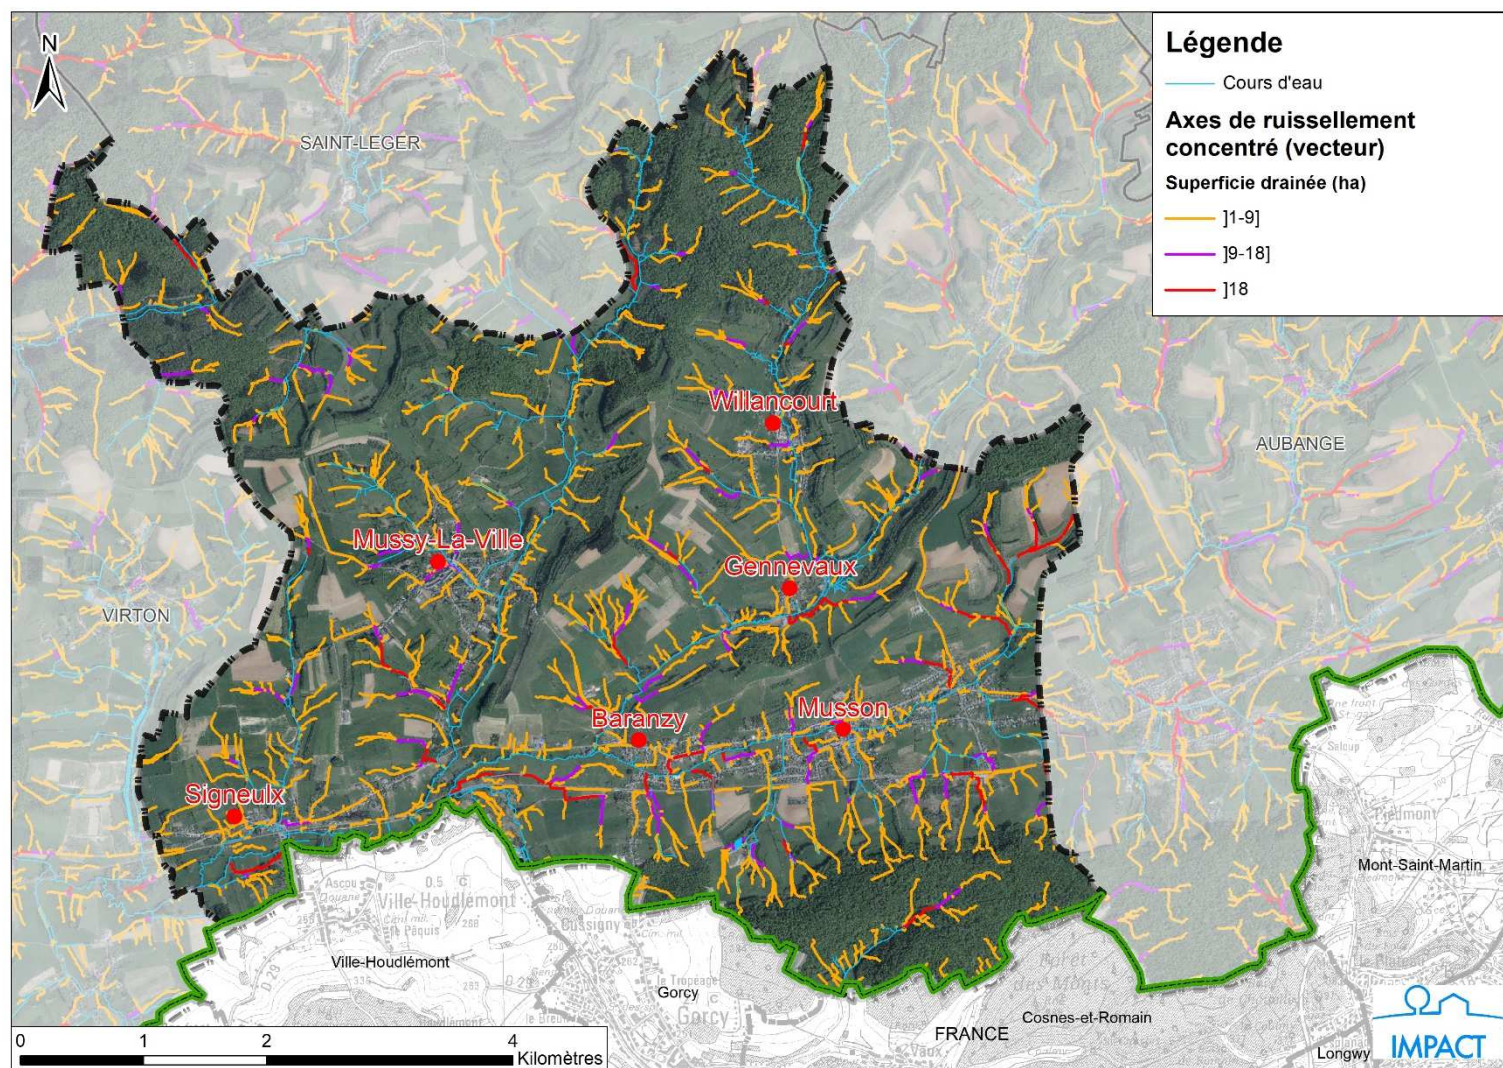 N
Légende
Cours d'eau
Axes de ruissellement
concentré (vecteur)
Superficie drainée (ha)
]1-9]
]9-18]
]18
SAINT-LEGER
Willancourt
AUBANGE
Mussy-La-Ville
Gennevaux
VIRTON
Baranzy
Musson
Signeulx
Mont-Saint-Martin
Ville-Houdlémont
Ville-Houdlémont
Gorcy
Gorcy
Cosnes-et-Romain
FRANCE
Longwy
IMPACT
0 1 2 4
Kilomètres